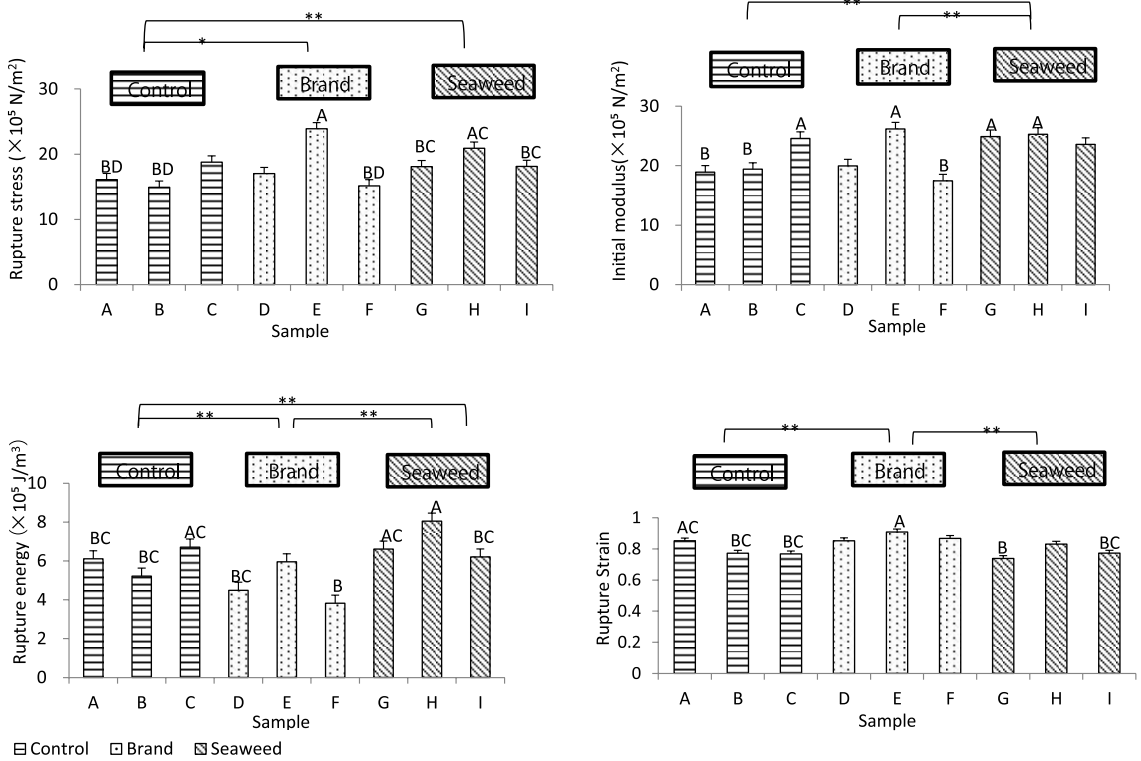 **
*
Control
Brand
Seaweed
Rupture stress (×10⁵ N/m²)
30
20
10
0
BD
BD
A
BD
BC
AC
BC
A B C D E F G H I
Sample
**
**
Control
Brand
Seaweed
Initial modulus(×10⁵ N/m²)
30
20
10
0
B
B
A
A
B
A
A
A B C D E F G H I
Sample
**
**
**
Control
Brand
Seaweed
Rupture energy (×10⁵ J/m³)
10
8
6
4
2
0
BC
BC
AC
BC
B
AC
A
BC
A B C D E F G H I
Sample
**
**
Control
Brand
Seaweed
Rupture Strain
1
0.8
0.6
0.4
0.2
0
AC
BC
BC
A
B
BC
A B C D E F G H I
Sample
Control Brand Seaweed